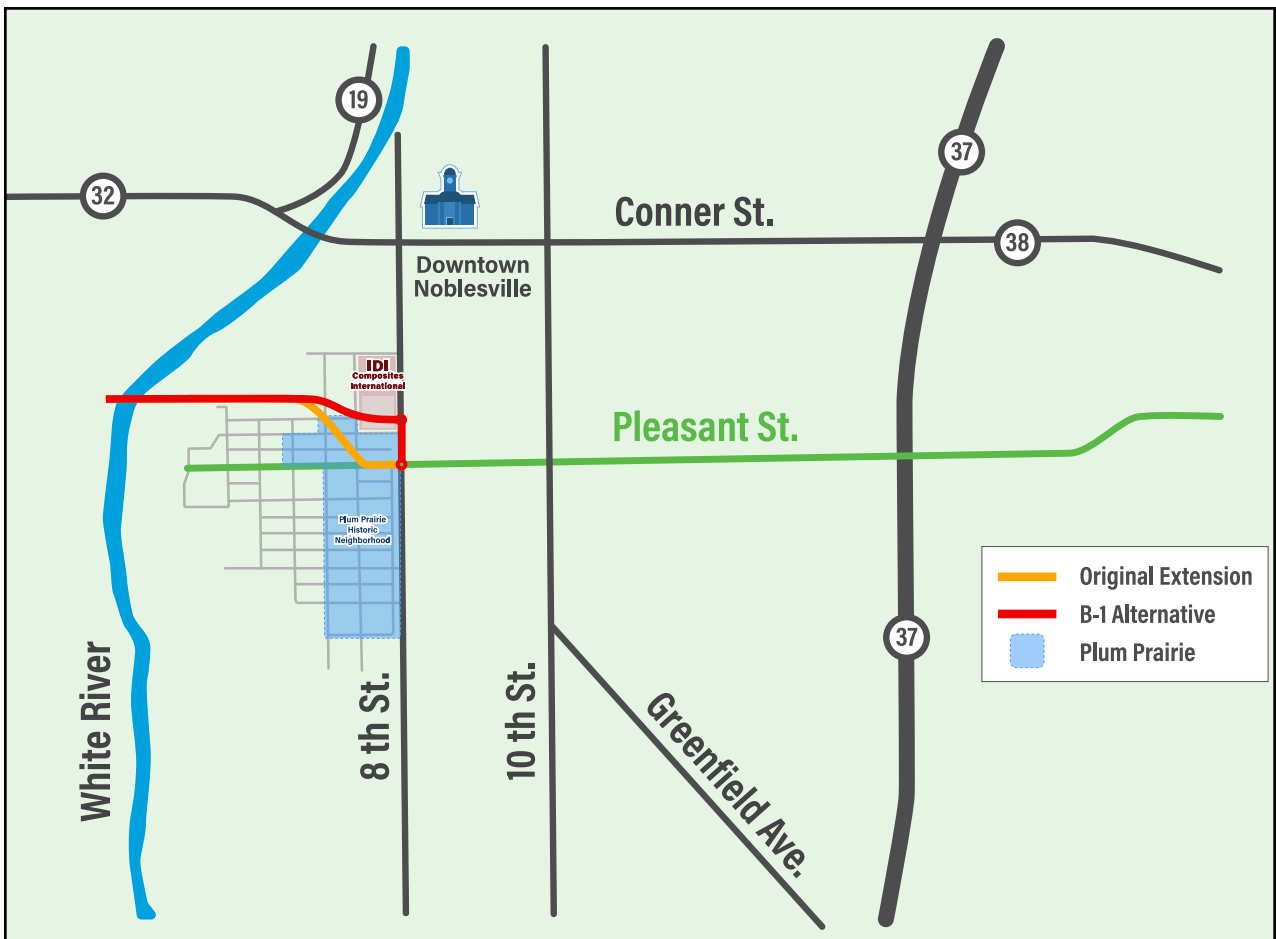 19
37
32
Conner St.
38
Downtown
Noblesville
IDI
Composites
International
Pleasant St.
Plum Prairie
Historic
Neighborhood
Original Extension
B-1 Alternative
Plum Prairie
37
White River
8 th St.
10 th St.
Greenfield Ave.